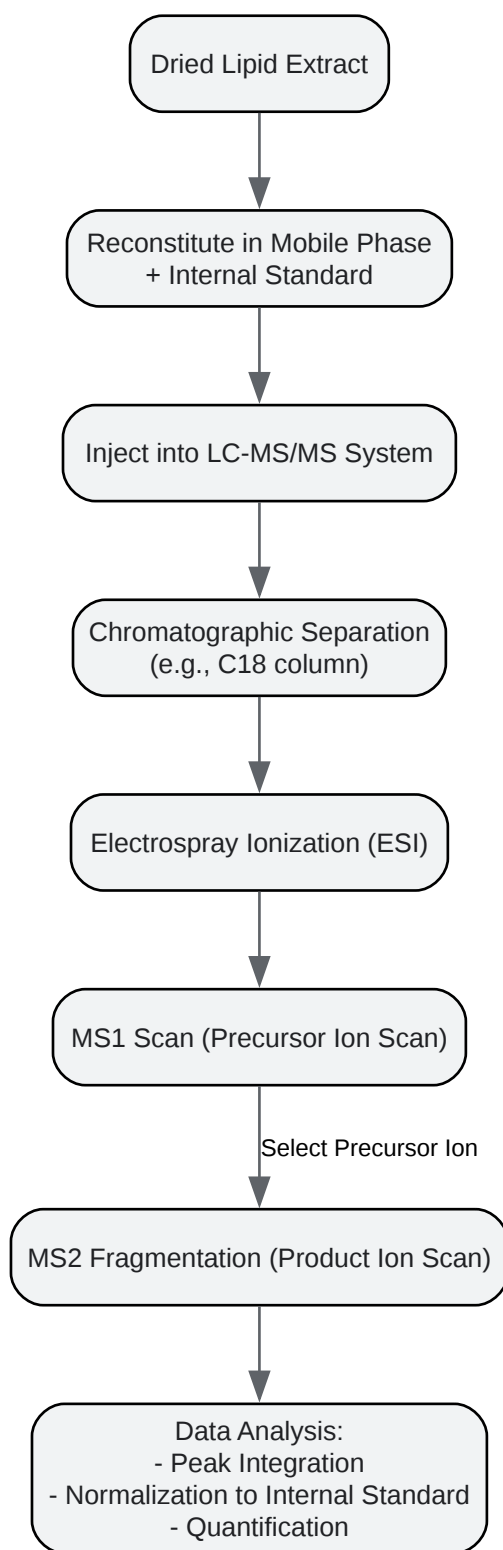 Dried Lipid Extract
Reconstitute in Mobile Phase
+ Internal Standard
Inject into LC-MS/MS System
Chromatographic Separation
(e.g., C18 column)
Electrospray Ionization (ESI)
MS1 Scan (Precursor Ion Scan)
Select Precursor Ion
MS2 Fragmentation (Product Ion Scan)
Data Analysis:
- Peak Integration
- Normalization to Internal Standard
- Quantification